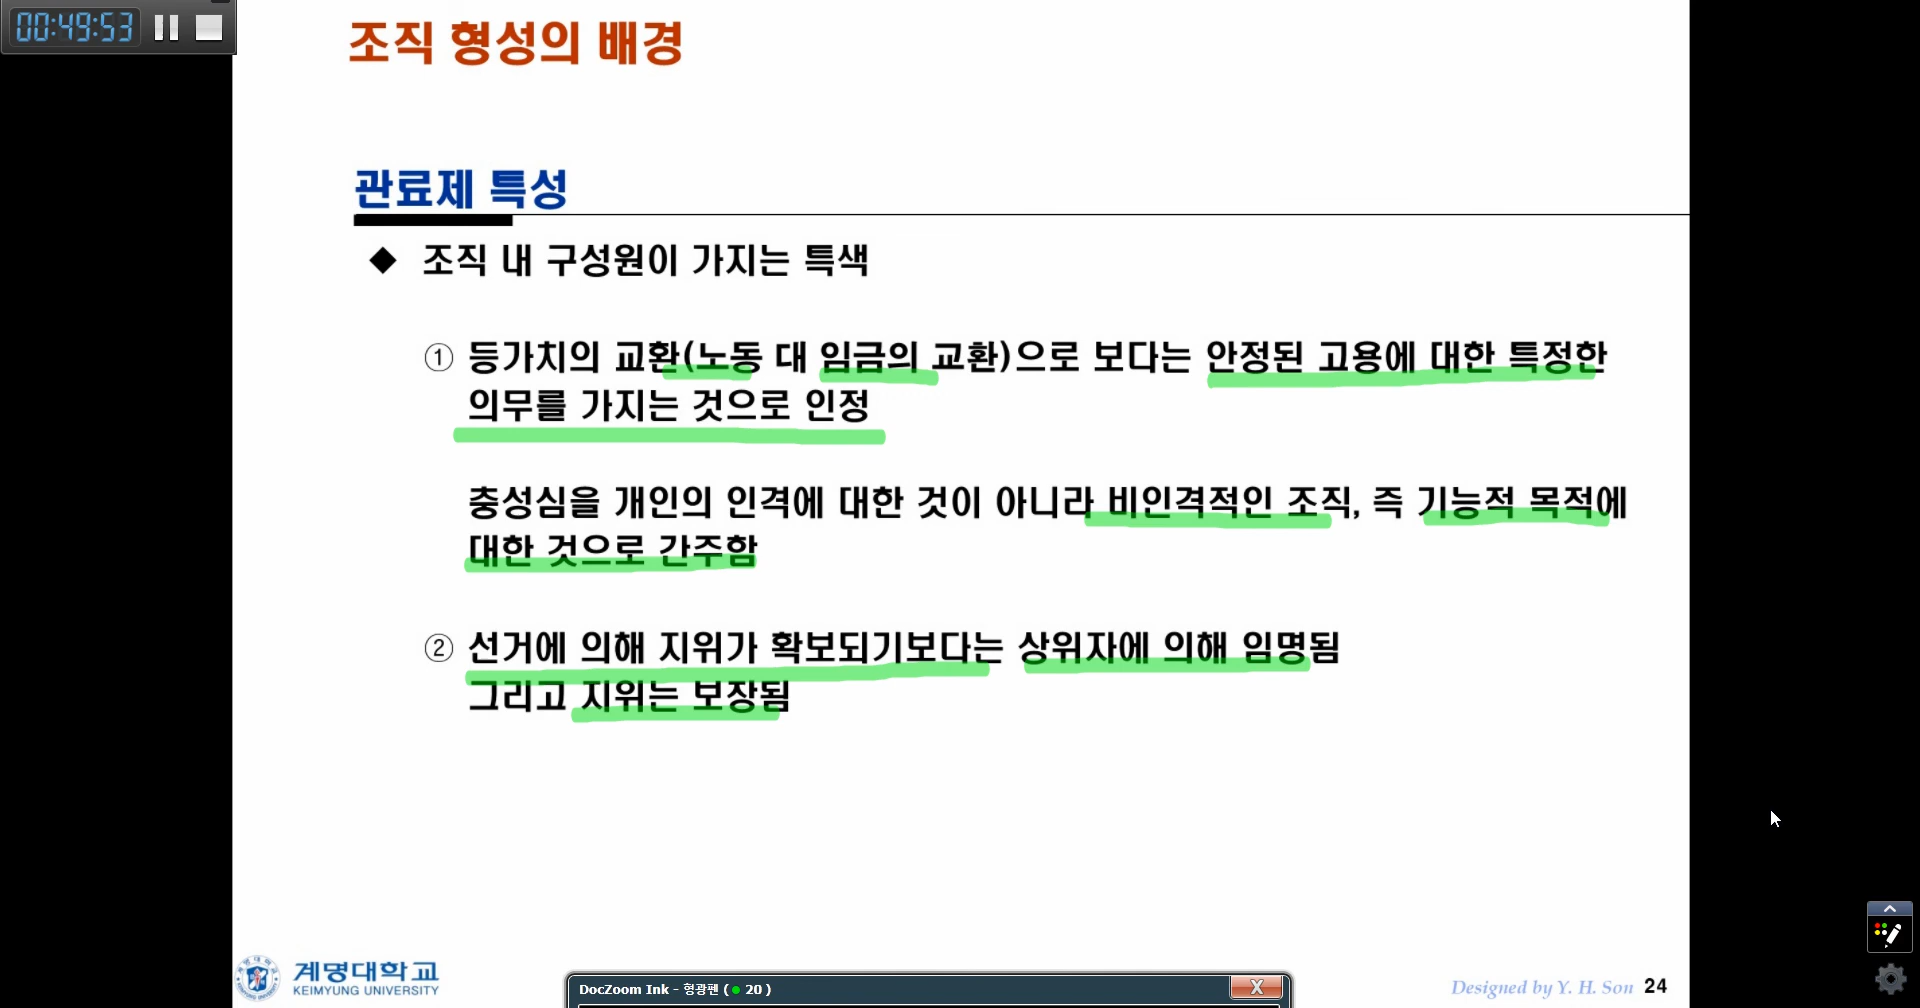 00:49:53
조직 형성의 배경
관료제 특성
◆ 조직 내 구성원이 가지는 특색
① 등가치의 교환(노동 대 임금의 교환)으로 보다는 안정된 고용에 대한 특정한
의무를 가지는 것으로 인정
충성심을 개인의 인격에 대한 것이 아니라 비인격적인 조직, 즉 기능적 목적에
대한 것으로 간주함
② 선거에 의해 지위가 확보되기보다는 상위자에 의해 임명됨
그리고 지위는 보장됨
계명대학교
KEIMYUNG UNIVERSITY
DocZoom Ink - 형광펜 ( 20 )
X
Designed by Y. H. Son 24